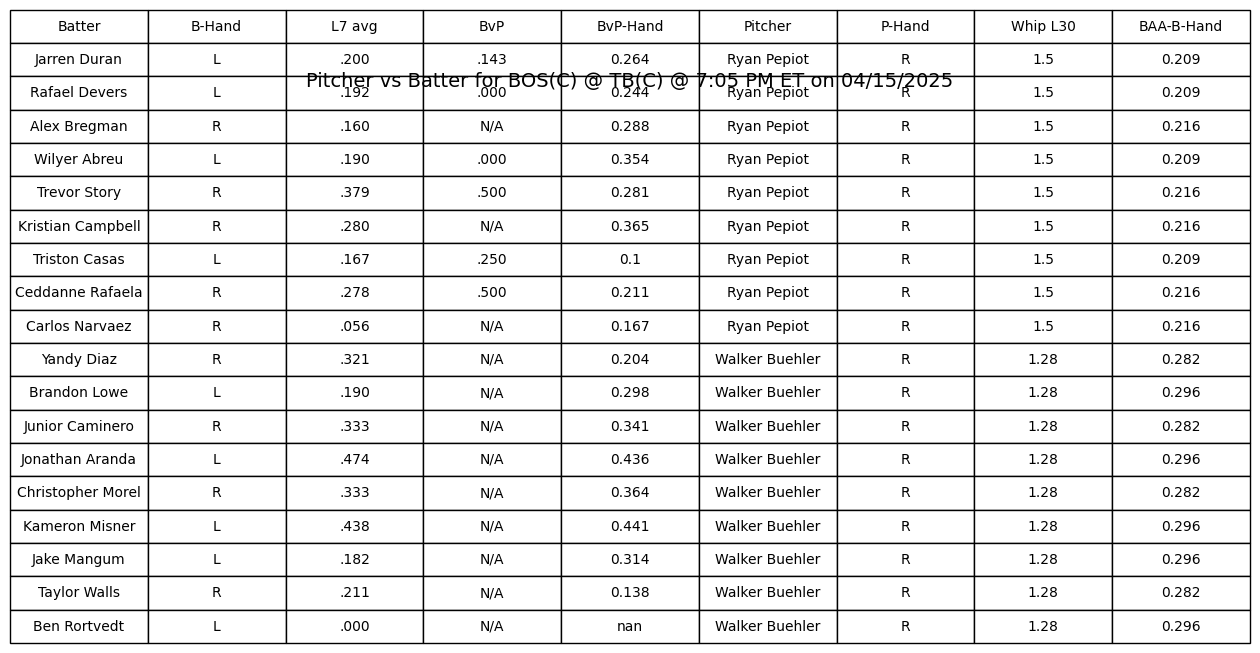 Batter B-Hand L7 avg BvP BvP-Hand Pitcher P-Hand Whip L30 BAA-B-Hand
Jarren Duran L .200 .143 0.264 Ryan Pepiot R 1.5 0.209
Pitcher vs Batter for BOS(C) @ TB(C) @ 7:05 PM ET on 04/15/2025
Rafael Devers L .192 .000 0.244 Ryan Pepiot R 1.5 0.209
Alex Bregman R .160 N/A 0.288 Ryan Pepiot R 1.5 0.216
Wilyer Abreu L .190 .000 0.354 Ryan Pepiot R 1.5 0.209
Trevor Story R .379 .500 0.281 Ryan Pepiot R 1.5 0.216
Kristian Campbell R .280 N/A 0.365 Ryan Pepiot R 1.5 0.216
Triston Casas L .167 .250 0.1 Ryan Pepiot R 1.5 0.209
Ceddanne Rafaela R .278 .500 0.211 Ryan Pepiot R 1.5 0.216
Carlos Narvaez R .056 N/A 0.167 Ryan Pepiot R 1.5 0.216
Yandy Diaz R .321 N/A 0.204 Walker Buehler R 1.28 0.282
Brandon Lowe L .190 N/A 0.298 Walker Buehler R 1.28 0.296
Junior Caminero R .333 N/A 0.341 Walker Buehler R 1.28 0.282
Jonathan Aranda L .474 N/A 0.436 Walker Buehler R 1.28 0.296
Christopher Morel R .333 N/A 0.364 Walker Buehler R 1.28 0.282
Kameron Misner L .438 N/A 0.441 Walker Buehler R 1.28 0.296
Jake Mangum L .182 N/A 0.314 Walker Buehler R 1.28 0.296
Taylor Walls R .211 N/A 0.138 Walker Buehler R 1.28 0.282
Ben Rortvedt L .000 N/A nan Walker Buehler R 1.28 0.296